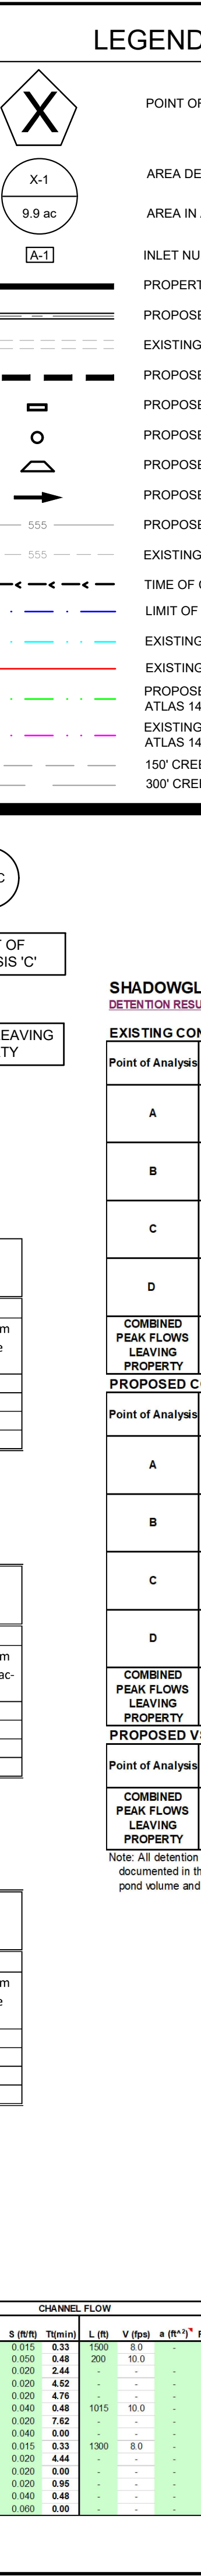 LEGEND
X
POINT OF
X-1
9.9 ac
AREA DE
AREA IN
A-1
INLET NU
PROPERT
PROPOSE
EXISTING
PROPOSE
PROPOSE
PROPOSE
PROPOSE
PROPOSE
555
PROPOSE
555
EXISTING
TIME OF
LIMIT OF
EXISTING
EXISTING
PROPOSE
ATLAS 14
EXISTING
ATLAS 14
150' CREE
300' CREE
C
OF
SIS 'C'
EAVING
TY
SHADOWGL
DETENTION RESU
EXISTING CON
Point of Analysis
A
B
C
D
COMBINED
PEAK FLOWS
LEAVING
PROPERTY
PROPOSED CO
Point of Analysis
A
B
C
D
COMBINED
PEAK FLOWS
LEAVING
PROPERTY
PROPOSED VS
Point of Analysis
COMBINED
PEAK FLOWS
LEAVING
PROPERTY
Note: All detention
documented in th
pond volume and
m
e
m
ac-
m
e
CHANNEL FLOW
S (ft/ft) Tt(min) L (ft) V (fps) a (ft^2)
0.015 0.33 1500 8.0 -
0.050 0.48 200 10.0
0.020 2.44 - - -
0.020 4.52 - - -
0.020 4.76 - - -
0.040 0.48 1015 10.0 -
0.020 7.62 - - -
0.040 0.00 - - -
0.015 0.33 1300 8.0 -
0.020 4.44 - - -
0.020 0.00 - - -
0.020 0.95 - - -
0.040 0.48 - - -
0.060 0.00 - - -